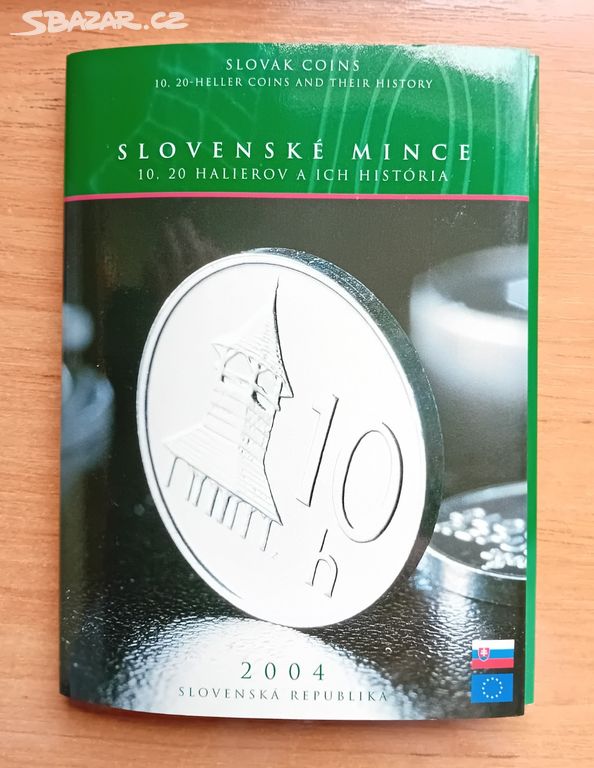 SBAZAR.CZ
SLOVAK COINS
10, 20-HELLER COINS AND THEIR HISTORY
SLOVENSKÉ MINCE
10, 20 HALIEROV A ICH HISTÓRIA
10
h
2004
SLOVENSKÁ REPUBLIKA